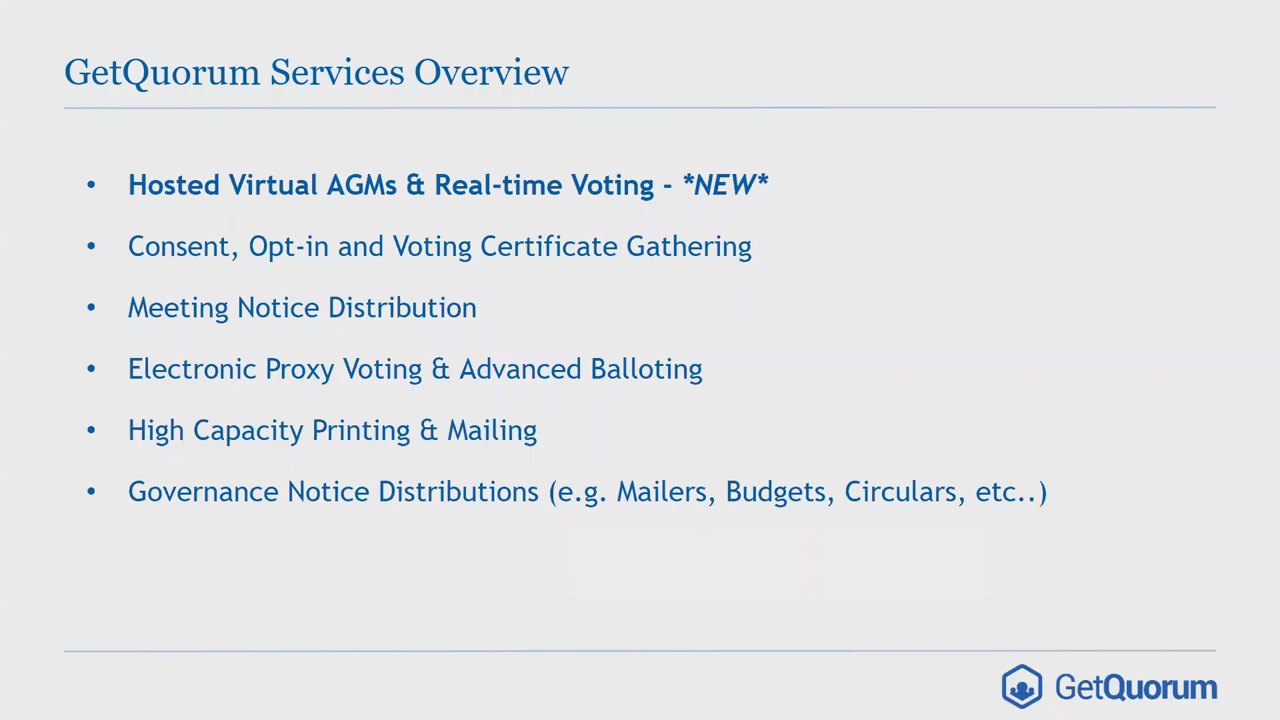 GetQuorum Services Overview
• Hosted Virtual AGMs & Real-time Voting - *NEW*
• Consent, Opt-in and Voting Certificate Gathering
• Meeting Notice Distribution
• Electronic Proxy Voting & Advanced Balloting
• High Capacity Printing & Mailing
• Governance Notice Distributions (e.g. Mailers, Budgets, Circulars, etc..)
GetQuorum